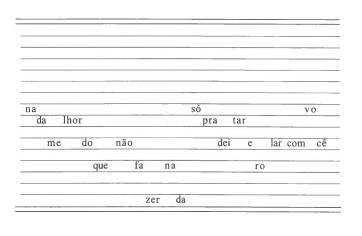 na só vo
da lhor pra tar
me do não dei e lar com cê
que fa na ro
zer da